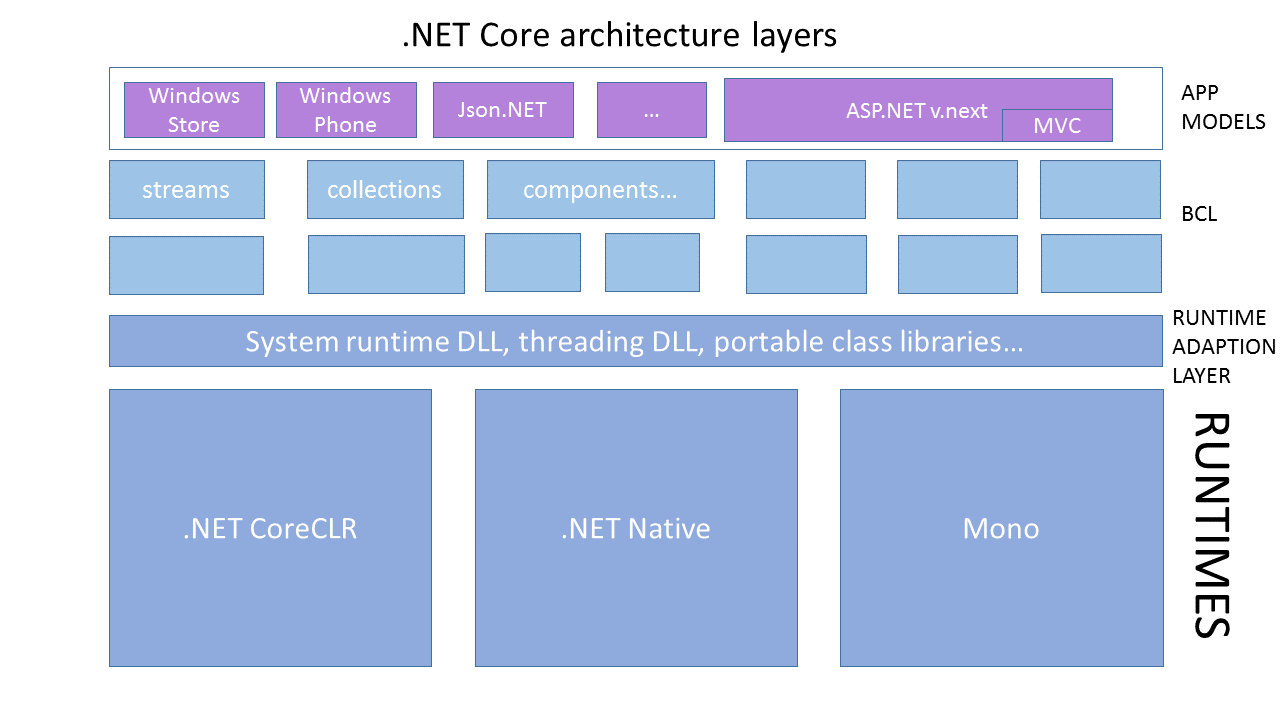 .NET Core architecture layers
Windows
Store
Windows
Phone
Json.NET
...
ASP.NET v.next
MVC
APP
MODELS
streams
collections
components...
BCL
System runtime DLL, threading DLL, portable class libraries...
RUNTIME
ADAPTION
LAYER
.NET CoreCLR
.NET Native
Mono
RUNTIMES